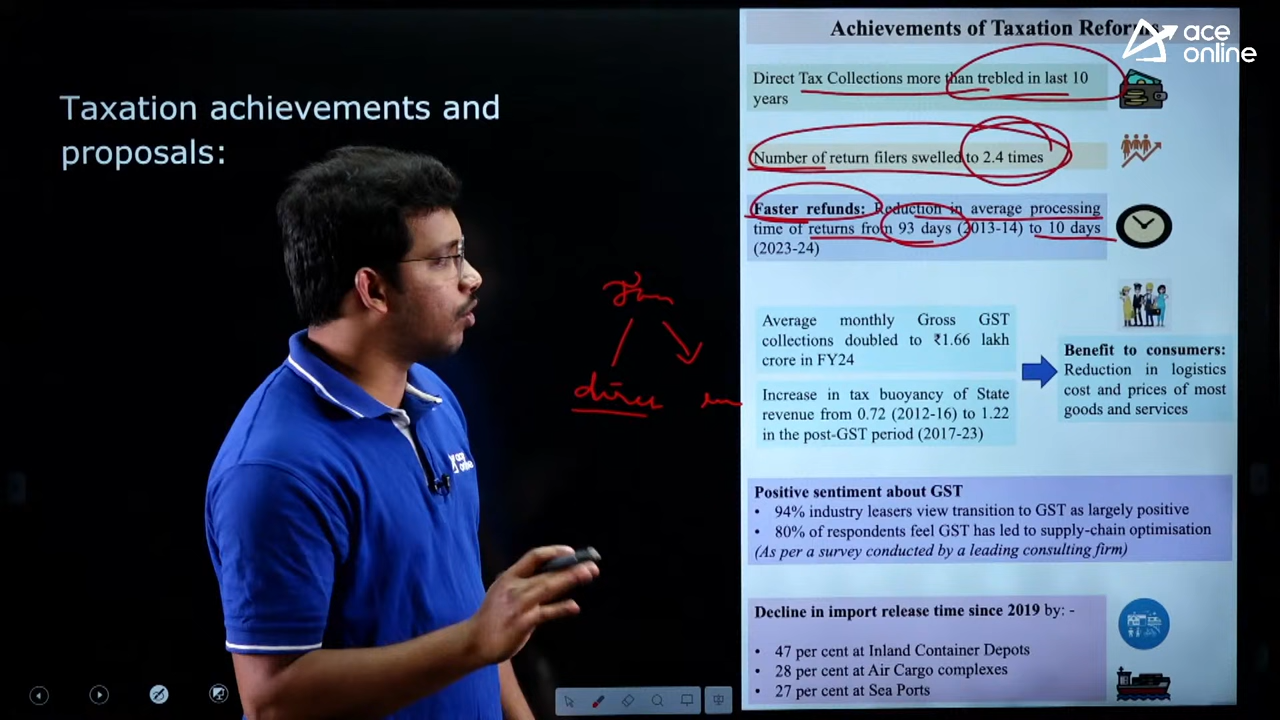 Taxation achievements and
proposals:
Achievements of Taxation Reforms
ace
online
Direct Tax Collections more than trebled in last 10
years
Number of return filers swelled to 2.4 times
Faster refunds: Reduction in average processing
time of returns from 93 days (2013-14) to 10 days
(2023-24)
Average monthly Gross GST
collections doubled to ₹1.66 lakh
crore in FY24
Increase in tax buoyancy of State
revenue from 0.72 (2012-16) to 1.22
in the post-GST period (2017-23)
Benefit to consumers:
Reduction in logistics
cost and prices of most
goods and services
direc
ace
online
Positive sentiment about GST
• 94% industry leasers view transition to GST as largely positive
• 80% of respondents feel GST has led to supply-chain optimisation
(As per a survey conducted by a leading consulting firm)
Decline in import release time since 2019 by: -
• 47 per cent at Inland Container Depots
• 28 per cent at Air Cargo complexes
• 27 per cent at Sea Ports